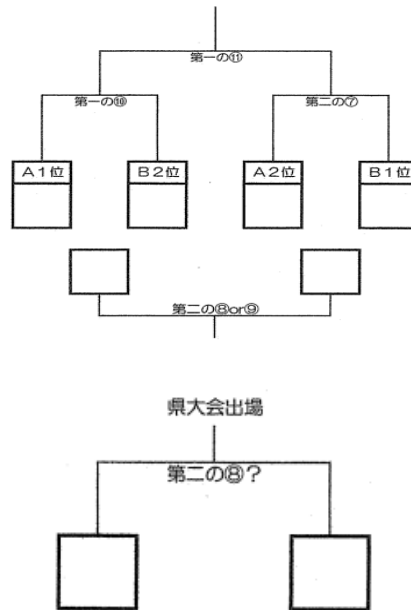 第一の⑪
第一の⑩ 第二の⑦
A1位 B2位 A2位 B1位
第二の⑧or⑨
県大会出場
第二の⑧?